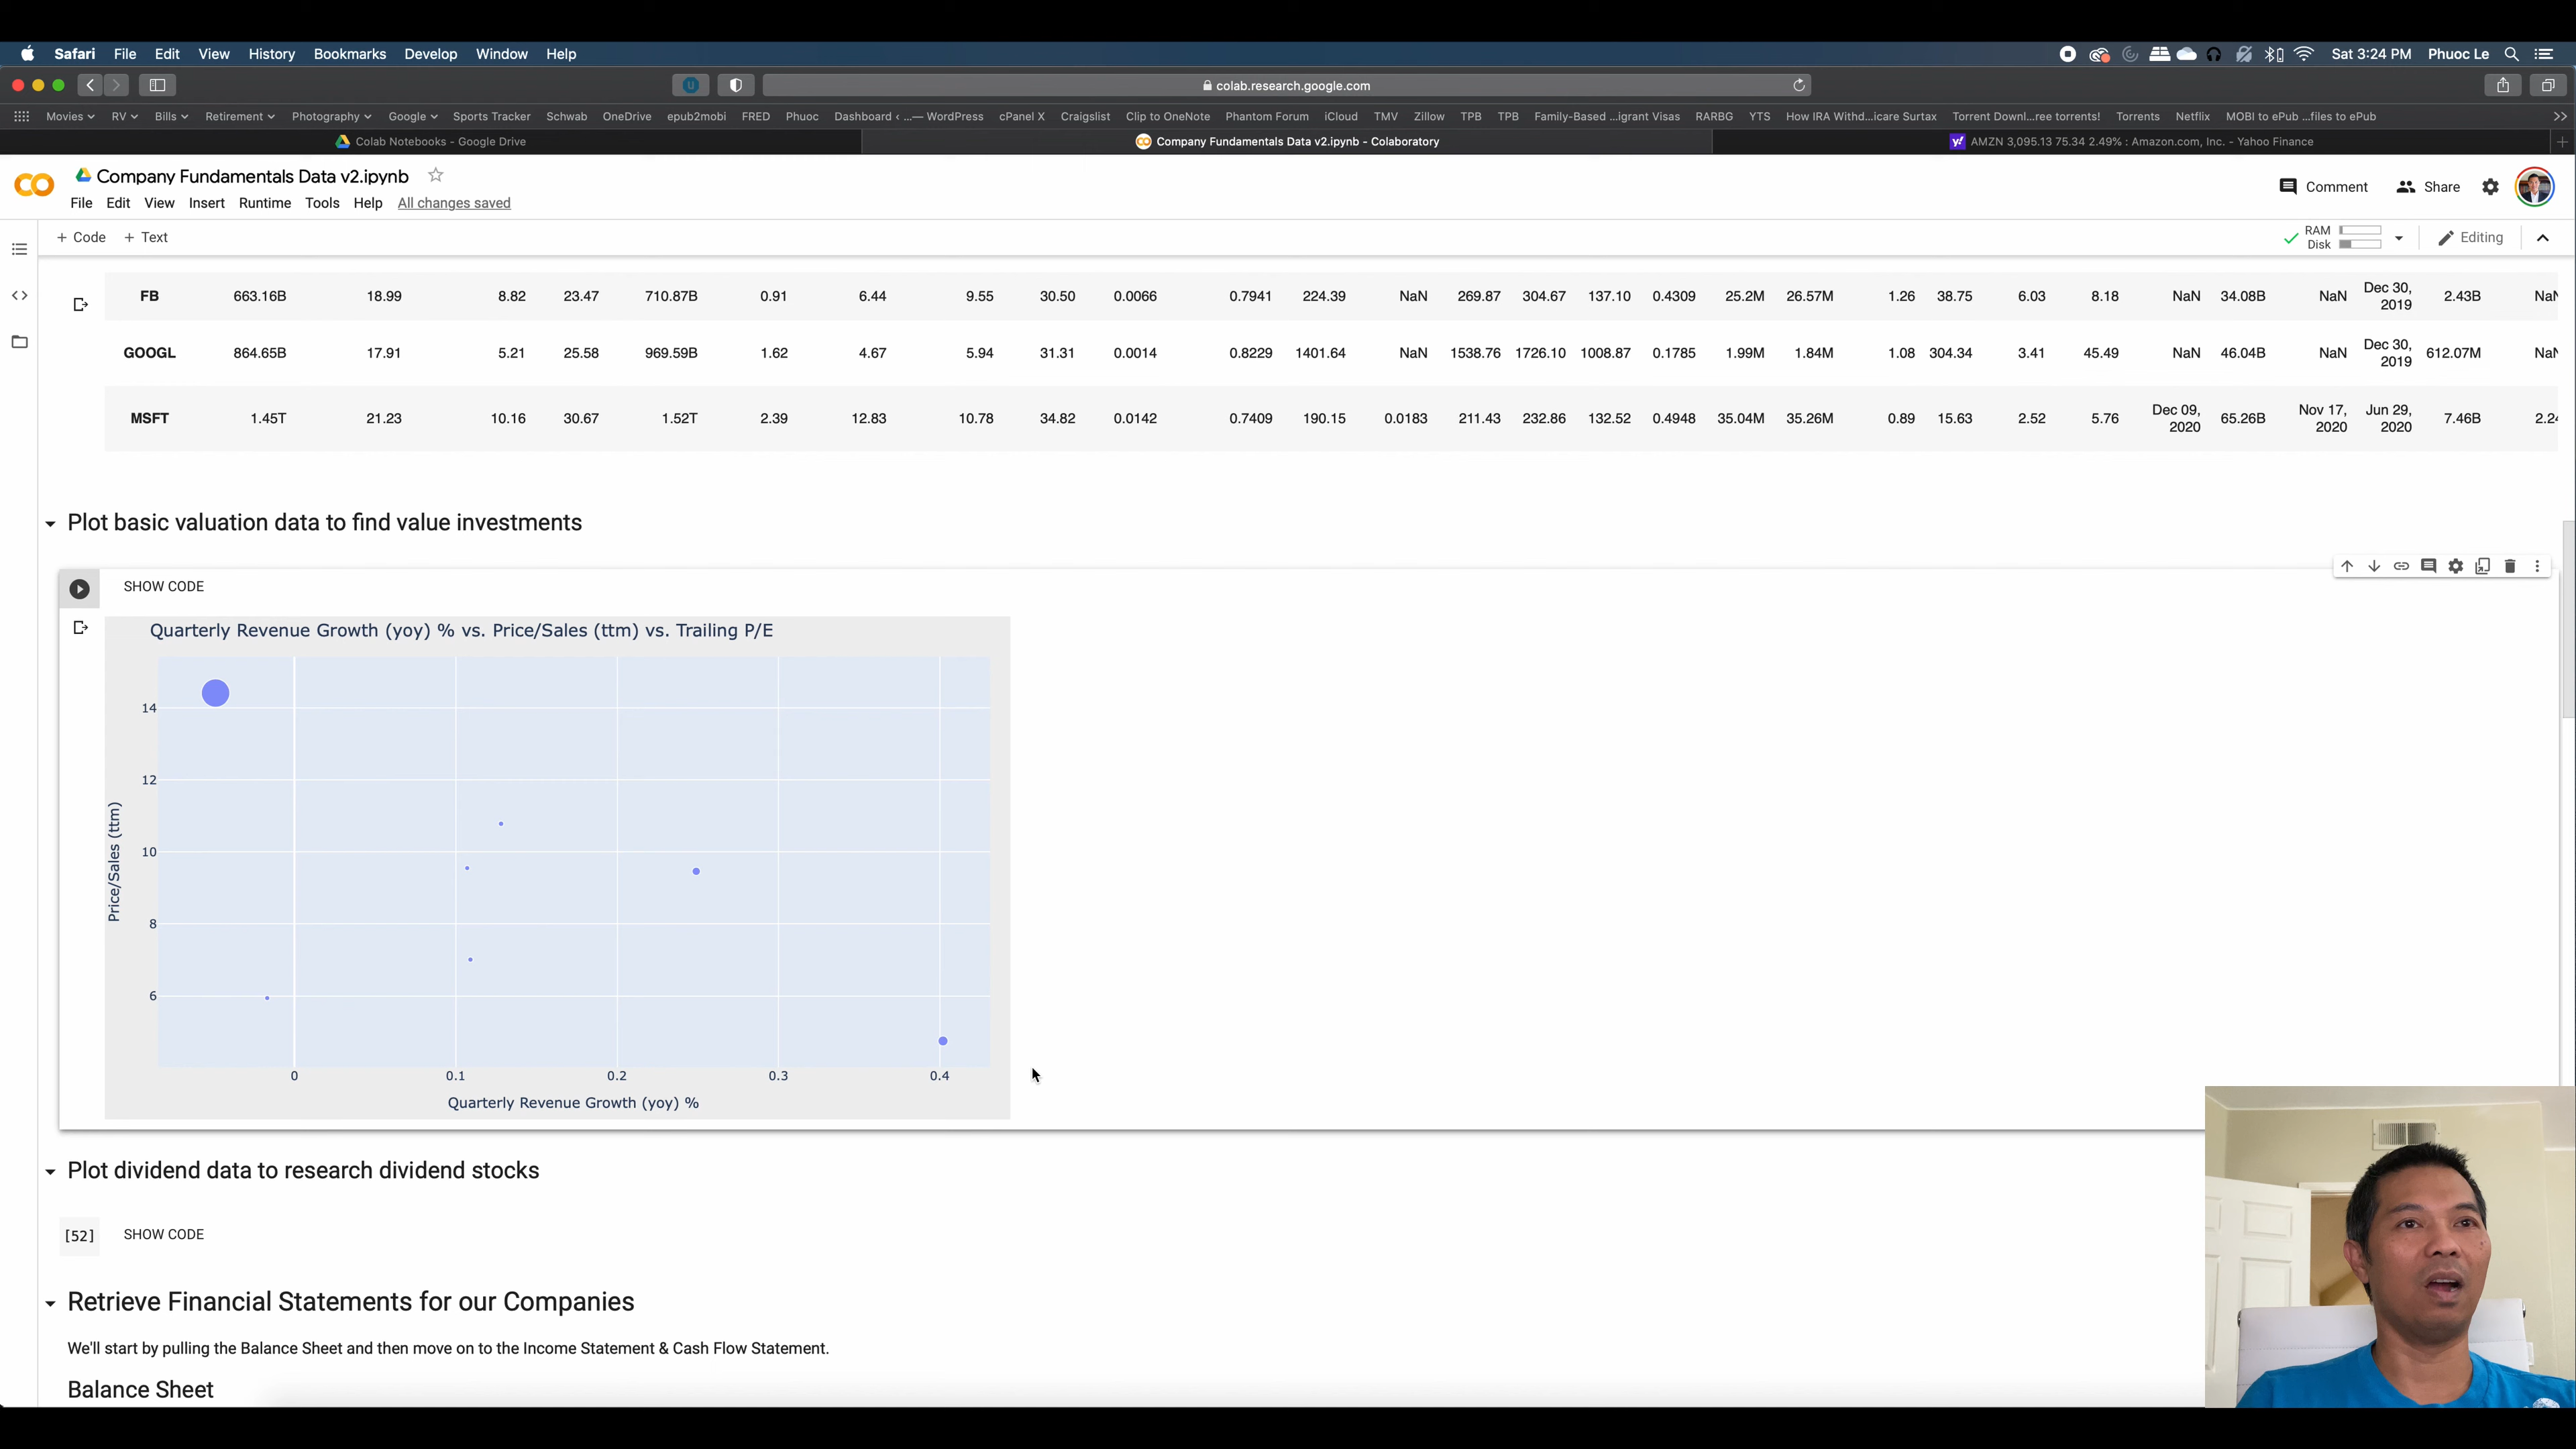 Safari File Edit View History Bookmarks Develop Window Help Sat 3:24 PM Phuoc Le
colab.research.google.com
Movies RV Bills Retirement Photography Google Sports Tracker Schwab OneDrive epub2mobi FRED Phuoc Dashboard ‹ ...— WordPress cPanel X Craigslist Clip to OneNote Phantom Forum iCloud TMV Zillow TPB TPB Family-Based ...igrant Visas RARBG YTS How IRA Withd...icare Surtax Torrent Downl...ree torrents! Torrents Netflix MOBI to ePub ...files to ePub
Colab Notebooks - Google Drive Company Fundamentals Data v2.ipynb - Colaboratory AMZN 3,095.13 75.34 2.49% : Amazon.com, Inc. - Yahoo Finance
Company Fundamentals Data v2.ipynb
Comment Share
File Edit View Insert Runtime Tools Help All changes saved
+ Code + Text RAM Disk Editing
FB 663.16B 18.99 8.82 23.47 710.87B 0.91 6.44 9.55 30.50 0.0066 0.7941 224.39 NaN 269.87 304.67 137.10 0.4309 25.2M 26.57M 1.26 38.75 6.03 8.18 NaN 34.08B NaN Dec 30, 2019 2.43B NaN
GOOGL 864.65B 17.91 5.21 25.58 969.59B 1.62 4.67 5.94 31.31 0.0014 0.8229 1401.64 NaN 1538.76 1726.10 1008.87 0.1785 1.99M 1.84M 1.08 304.34 3.41 45.49 NaN 46.04B NaN Dec 30, 2019 612.07M NaN
MSFT 1.45T 21.23 10.16 30.67 1.52T 2.39 12.83 10.78 34.82 0.0142 0.7409 190.15 0.0183 211.43 232.86 132.52 0.4948 35.04M 35.26M 0.89 15.63 2.52 5.76 Dec 09, 2020 65.26B Nov 17, 2020 Jun 29, 2020 7.46B 2.24
Plot basic valuation data to find value investments
SHOW CODE
Quarterly Revenue Growth (yoy) % vs. Price/Sales (ttm) vs. Trailing P/E
14
12
10
8
6
Price/Sales (ttm)
0 0.1 0.2 0.3 0.4
Quarterly Revenue Growth (yoy) %
Plot dividend data to research dividend stocks
[52] SHOW CODE
Retrieve Financial Statements for our Companies
We'll start by pulling the Balance Sheet and then move on to the Income Statement & Cash Flow Statement.
Balance Sheet